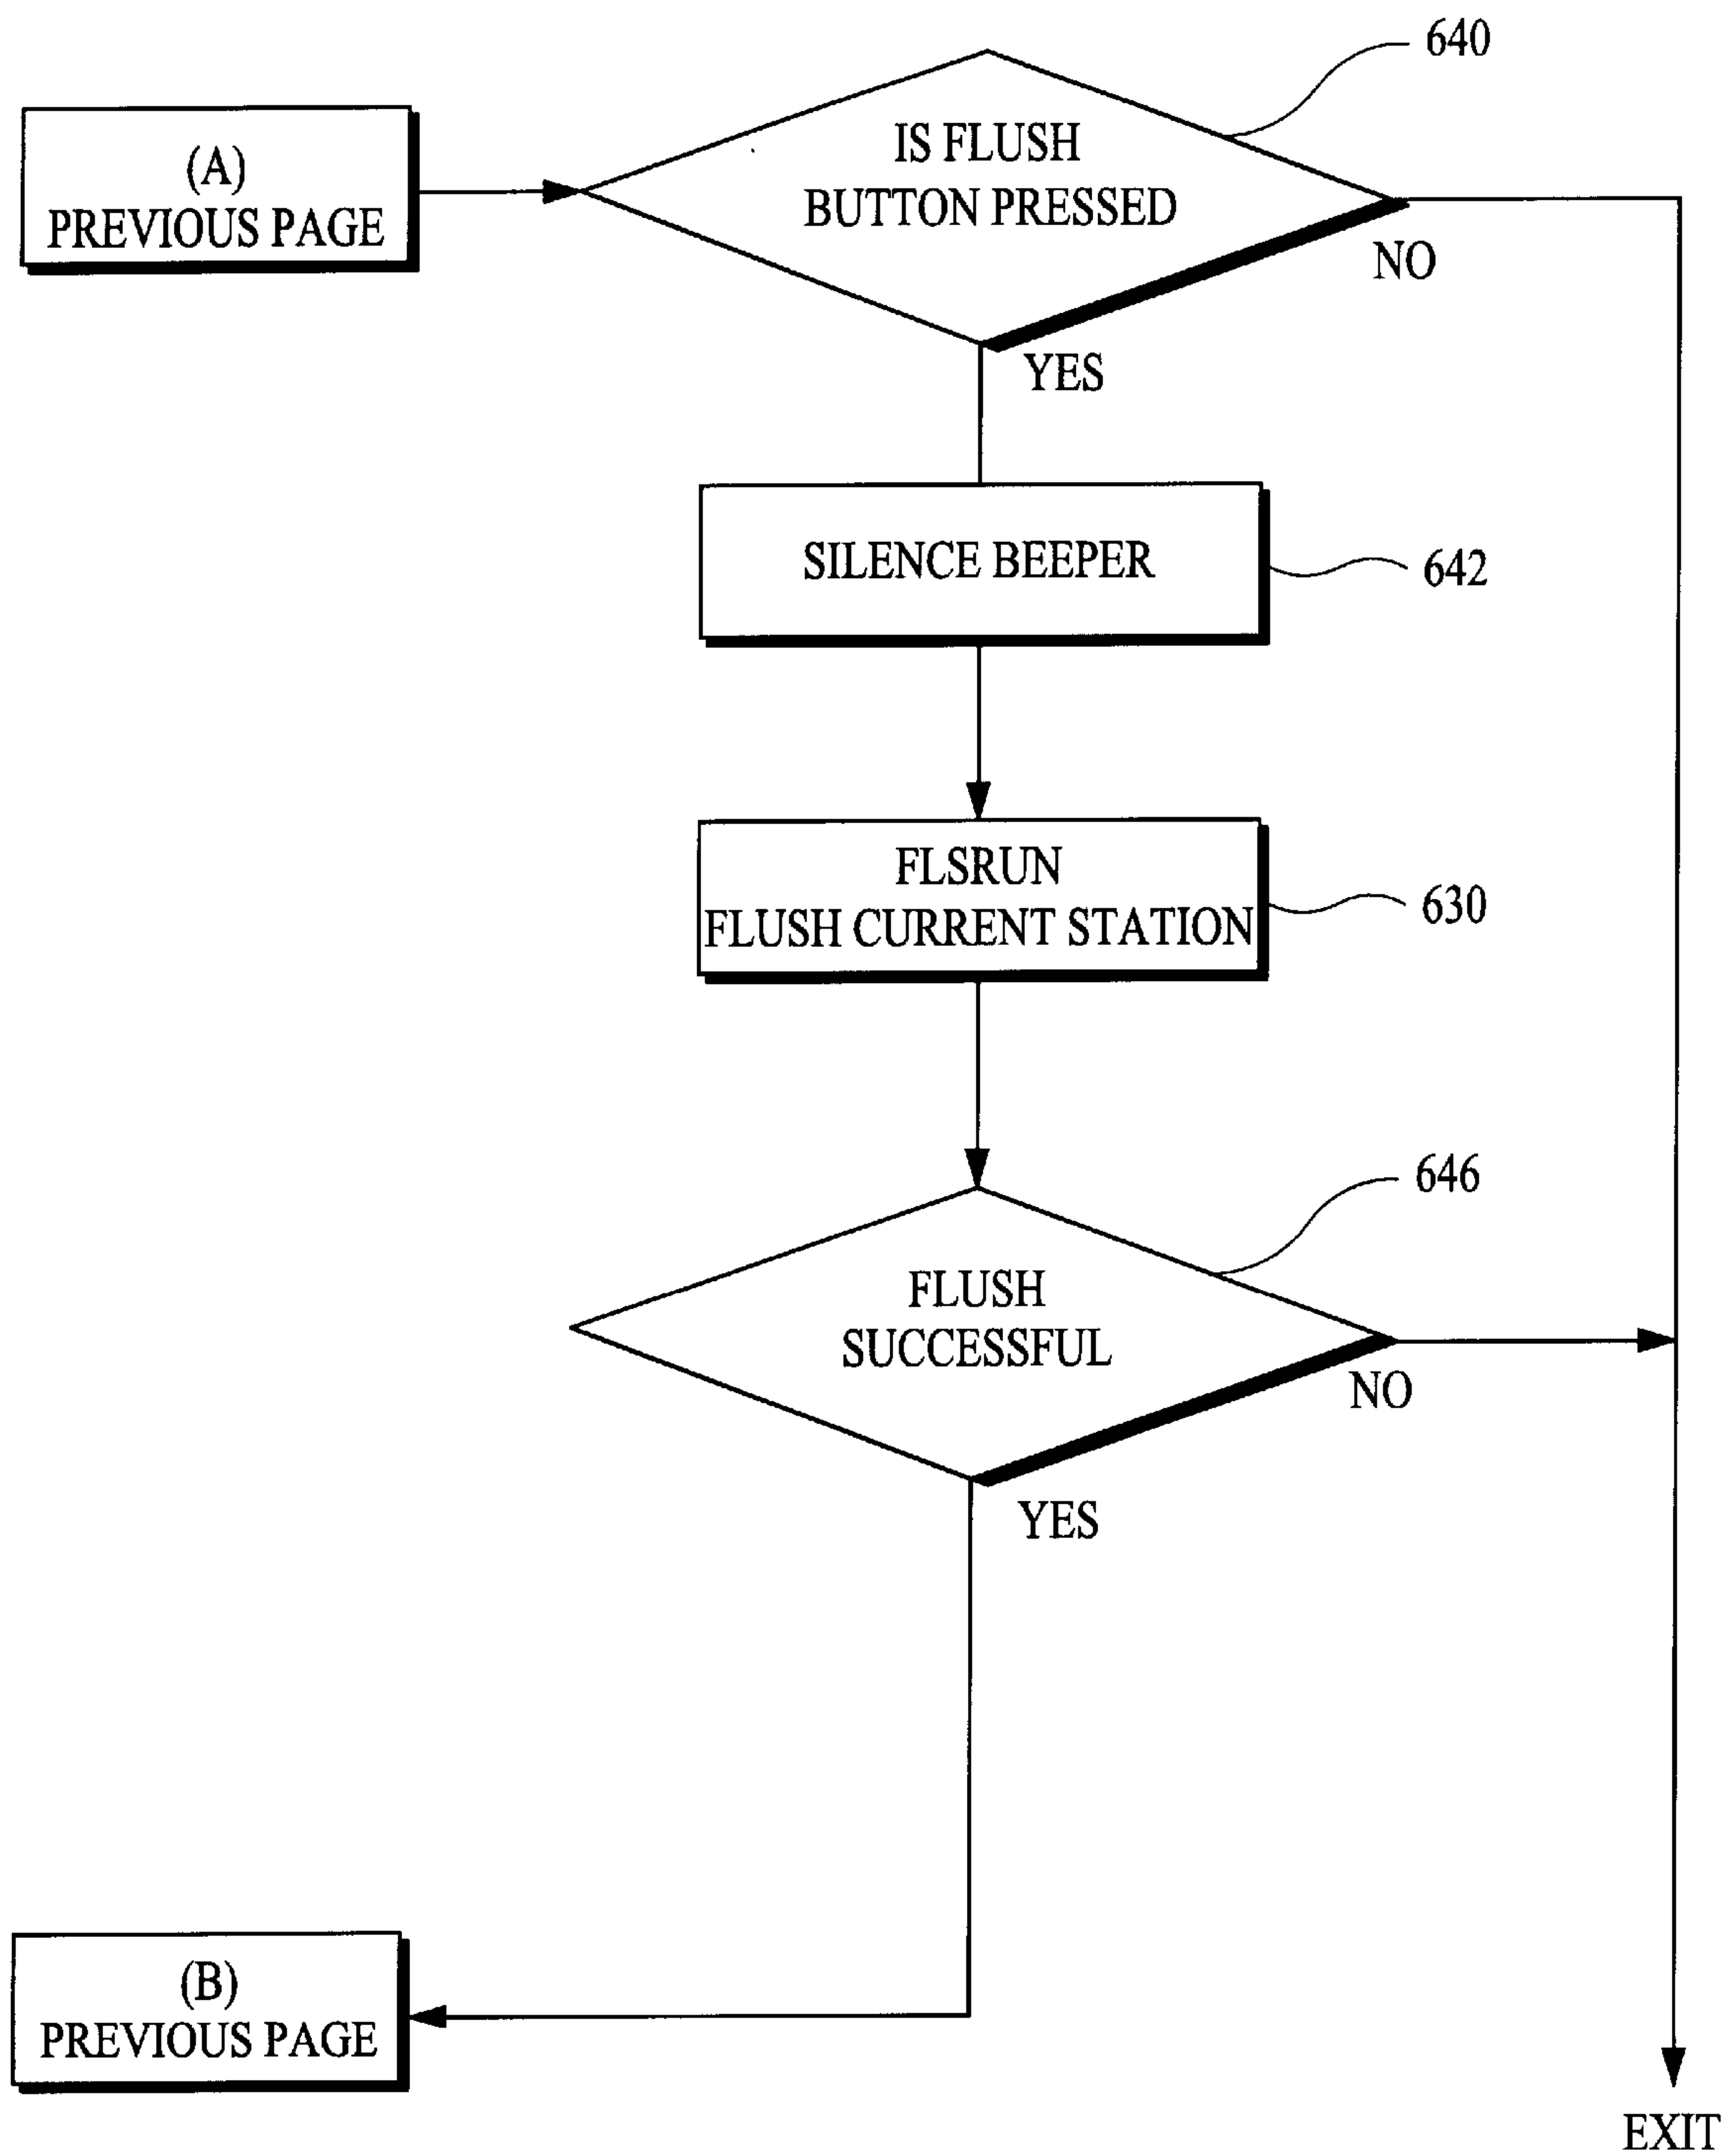 640
(A)
PREVIOUS PAGE
IS FLUSH
BUTTON PRESSED
NO
YES
SILENCE BEEPER
642
FLSRUN
FLUSH CURRENT STATION
630
646
FLUSH
SUCCESSFUL
NO
YES
(B)
PREVIOUS PAGE
EXIT